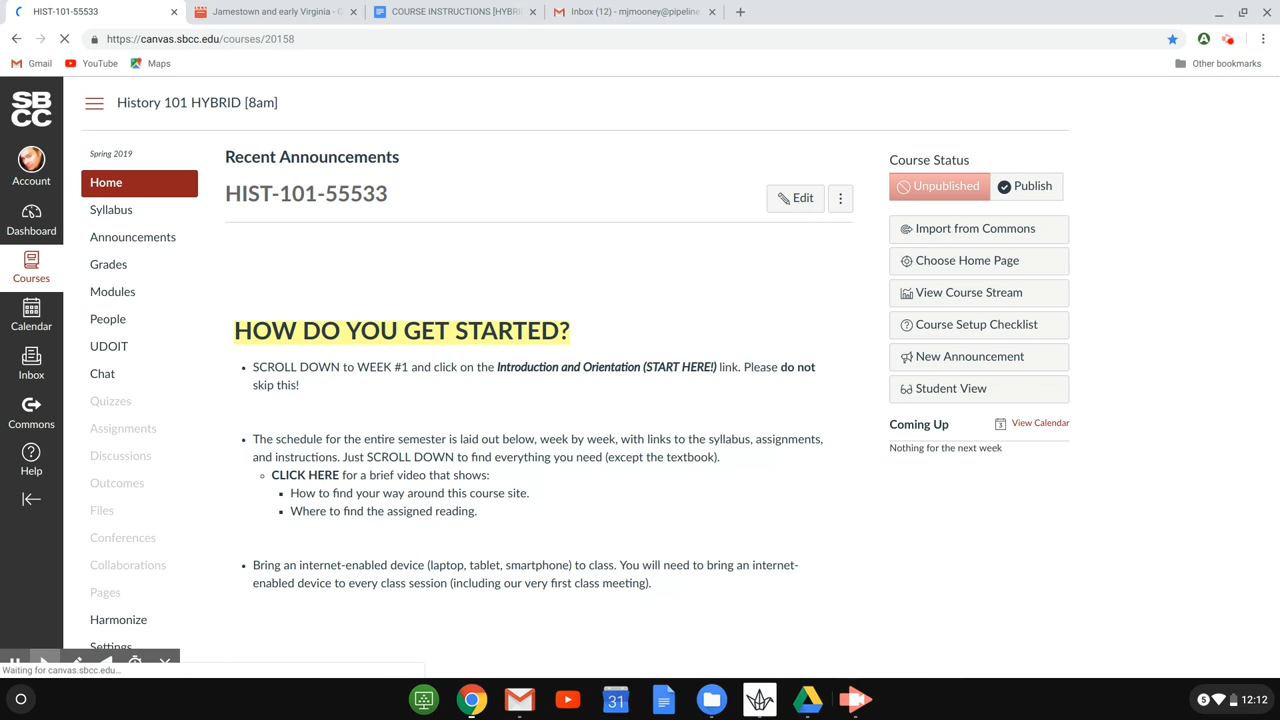 HIST-101-55533
Jamestown and early Virginia - G
COURSE INSTRUCTIONS [HYBRI
Inbox (12) - mjmooney@pipeline
https://canvas.sbcc.edu/courses/20158
Gmail
YouTube
Maps
Other bookmarks
SB
CC
Account
Dashboard
Courses
Calendar
Inbox
Commons
Help
History 101 HYBRID [8am]
Spring 2019
Home
Syllabus
Announcements
Grades
Modules
People
UDOIT
Chat
Quizzes
Assignments
Discussions
Outcomes
Files
Conferences
Collaborations
Pages
Harmonize
Settings
Recent Announcements
HIST-101-55533
Edit
HOW DO YOU GET STARTED?
• SCROLL DOWN to WEEK #1 and click on the Introduction and Orientation (START HERE!) link. Please do not
skip this!
• The schedule for the entire semester is laid out below, week by week, with links to the syllabus, assignments,
and instructions. Just SCROLL DOWN to find everything you need (except the textbook).
◦ CLICK HERE for a brief video that shows:
▪ How to find your way around this course site.
▪ Where to find the assigned reading.
• Bring an internet-enabled device (laptop, tablet, smartphone) to class. You will need to bring an internet-
enabled device to every class session (including our very first class meeting).
Course Status
Unpublished
Publish
Import from Commons
Choose Home Page
View Course Stream
Course Setup Checklist
New Announcement
Student View
Coming Up
View Calendar
Nothing for the next week
Waiting for canvas.sbcc.edu...
31
5
12:12